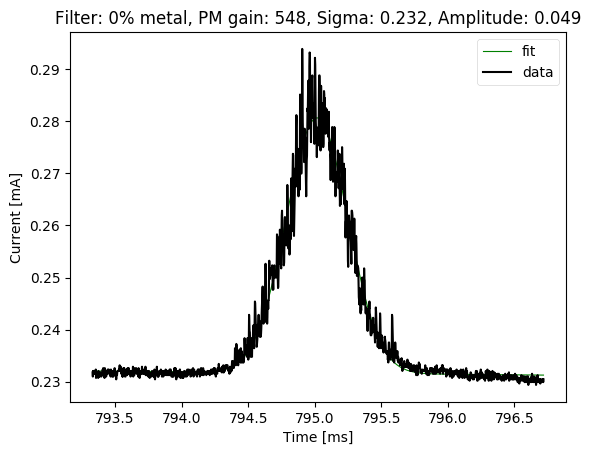 Filter: 0% metal, PM gain: 548, Sigma: 0.232, Amplitude: 0.049
fit
data
0.29
0.28
0.27
0.26
0.25
0.24
0.23
Current [mA]
793.5 794.0 794.5 795.0 795.5 796.0 796.5
Time [ms]